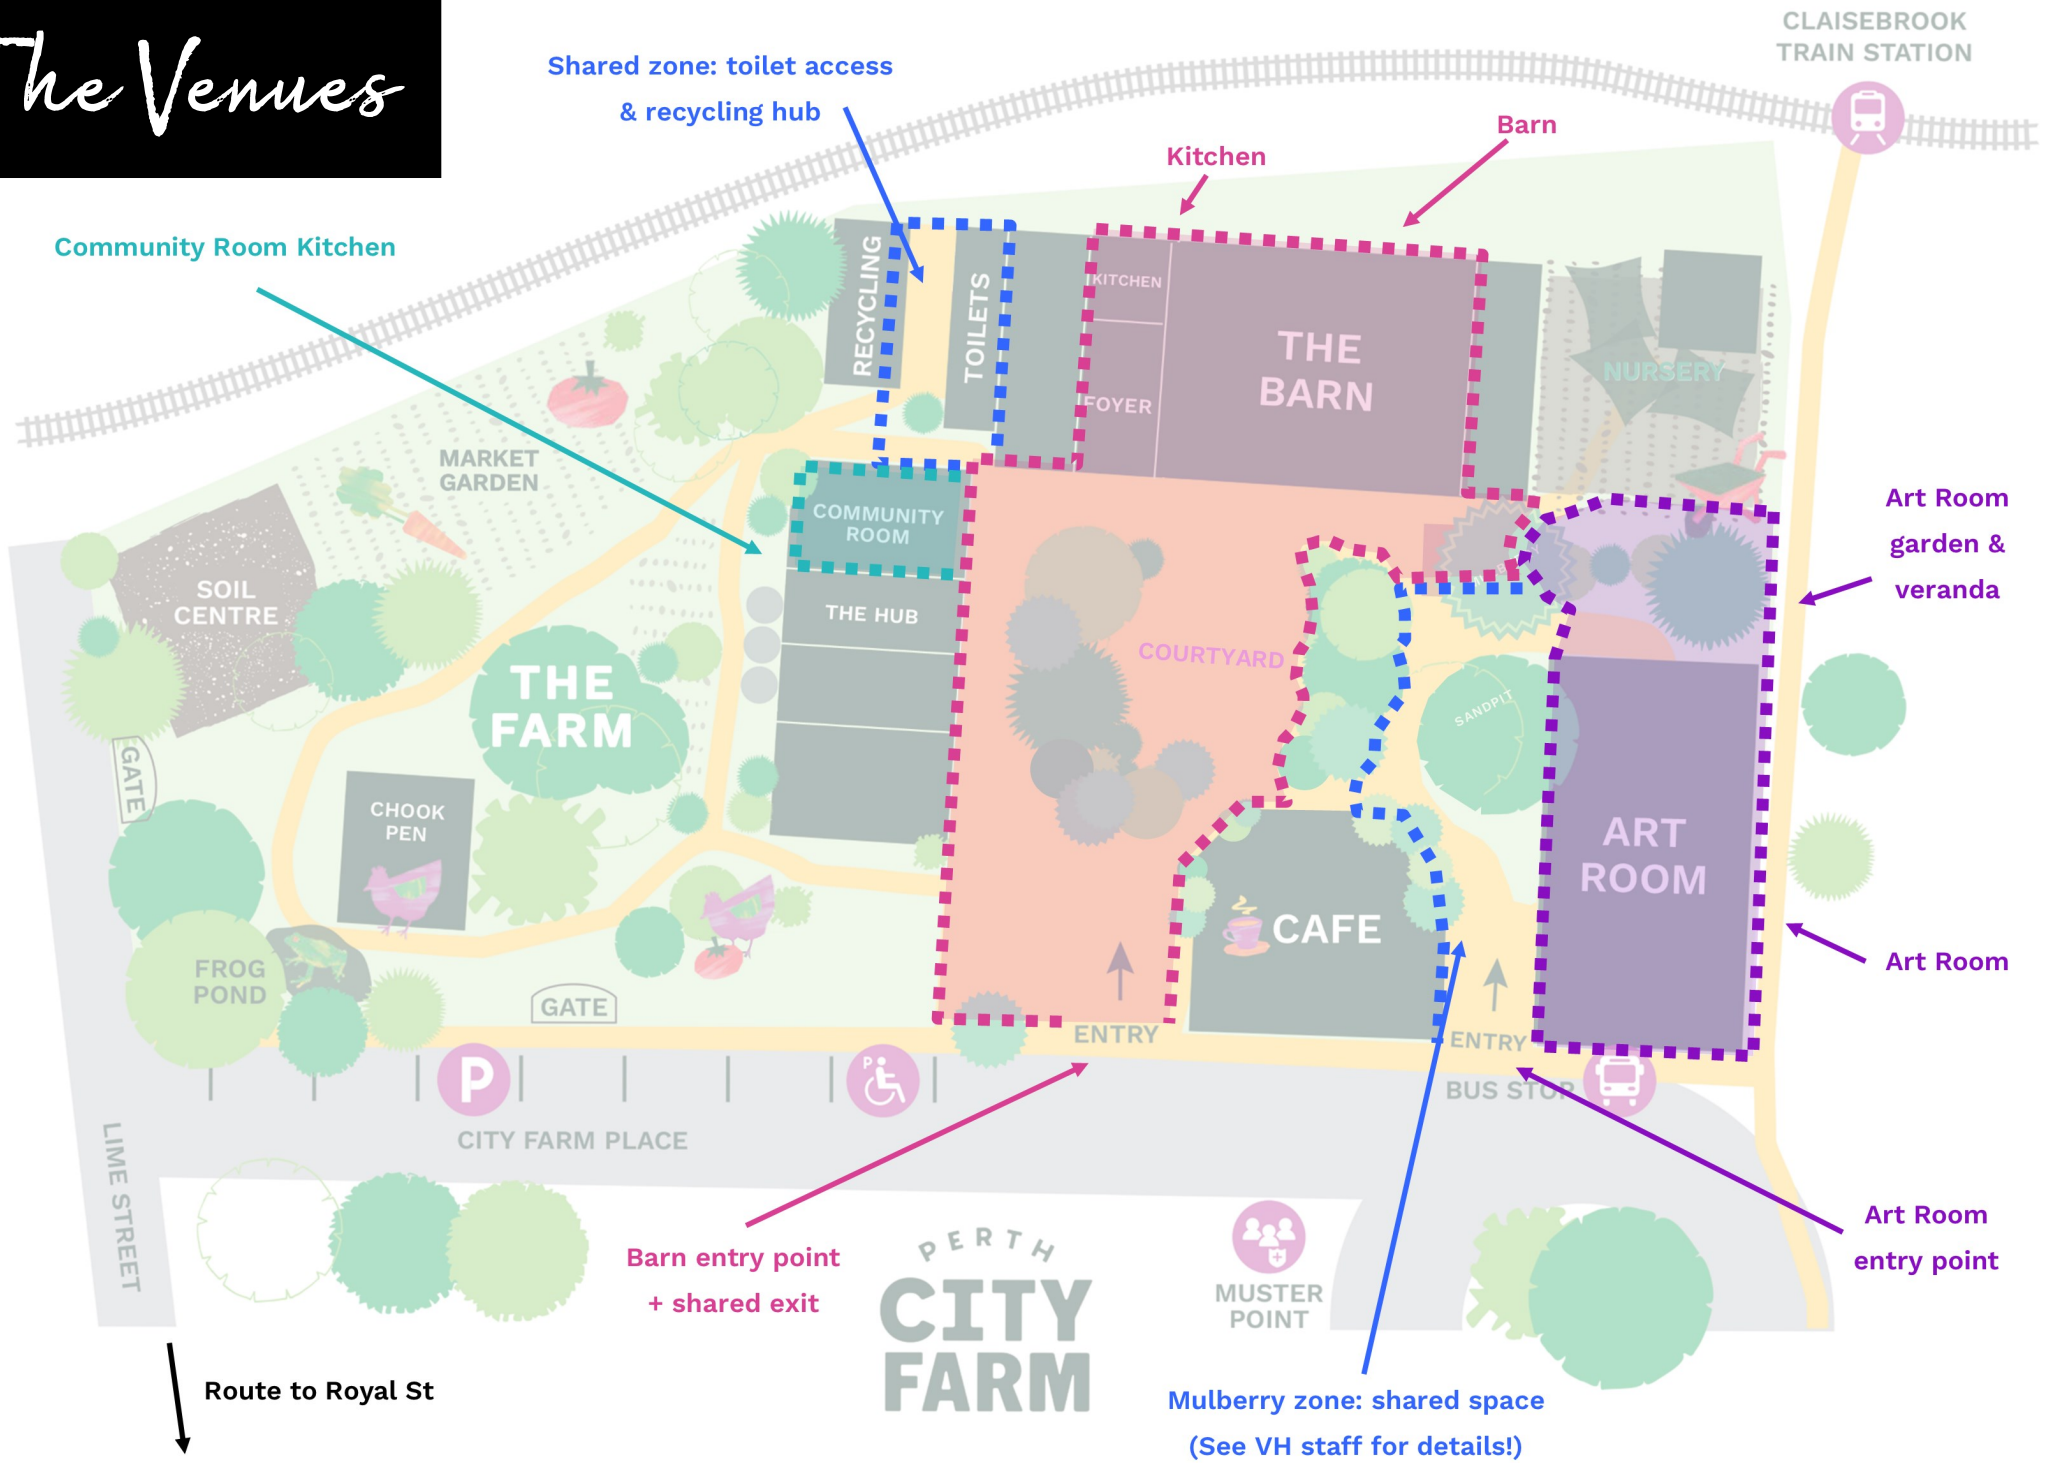 The Venues
CLAISEBROOK
TRAIN STATION
Shared zone: toilet access
& recycling hub
Barn
Kitchen
Community Room Kitchen
RECYCLING
TOILETS
KITCHEN
FOYER
THE
BARN
NURSERY
MARKET
GARDEN
COMMUNITY
ROOM
Art Room
garden &
veranda
SOIL
CENTRE
THE HUB
COURTYARD
THE
FARM
SANDPIT
GATE
CHOOK
PEN
ART
ROOM
CAFE
Art Room
FROG
POND
GATE
ENTRY
ENTRY
P
P
BUS STOP
CITY FARM PLACE
LIME STREET
Barn entry point
+ shared exit
PERTH
CITY
FARM
MUSTER
POINT
Art Room
entry point
Route to Royal St
Mulberry zone: shared space
(See VH staff for details!)